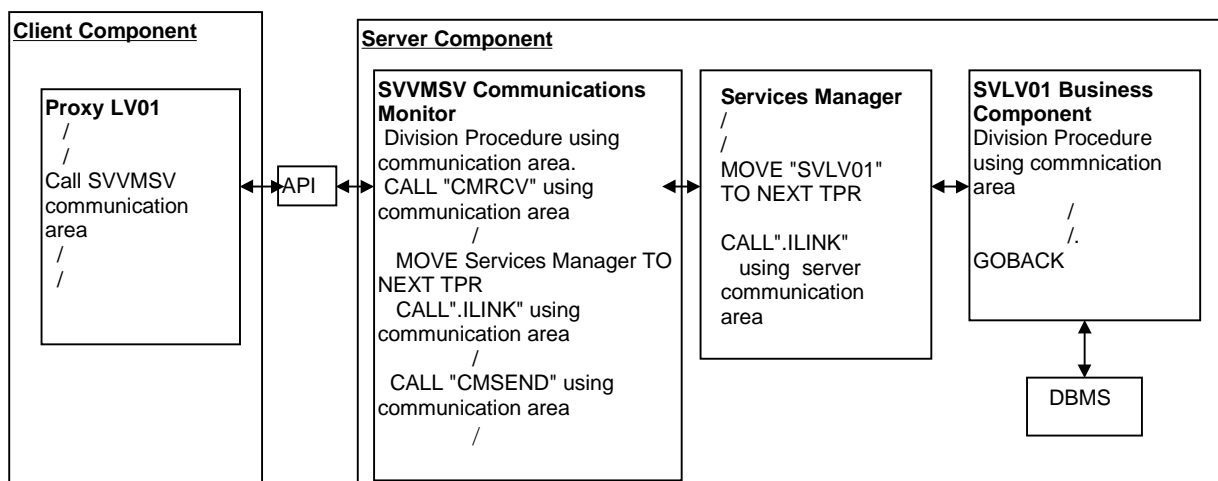 Client Component
Proxy LV01
/
/
Call SVVMSV
communication
area
/
/
API
Server Component
SVVMSV Communications
Monitor
Division Procedure using
communication area.
CALL "CMRCV" using
communication area
/
MOVE Services Manager TO
NEXT TPR
CALL".ILINK" using
communication area
/
CALL "CMSEND" using
communication area
/
Services Manager
/
/
MOVE "SVLV01"
TO NEXT TPR
CALL".ILINK"
using server
communication
area
SVLV01 Business
Component
Division Procedure
using commnication
area
/
/.
GOBACK
DBMS